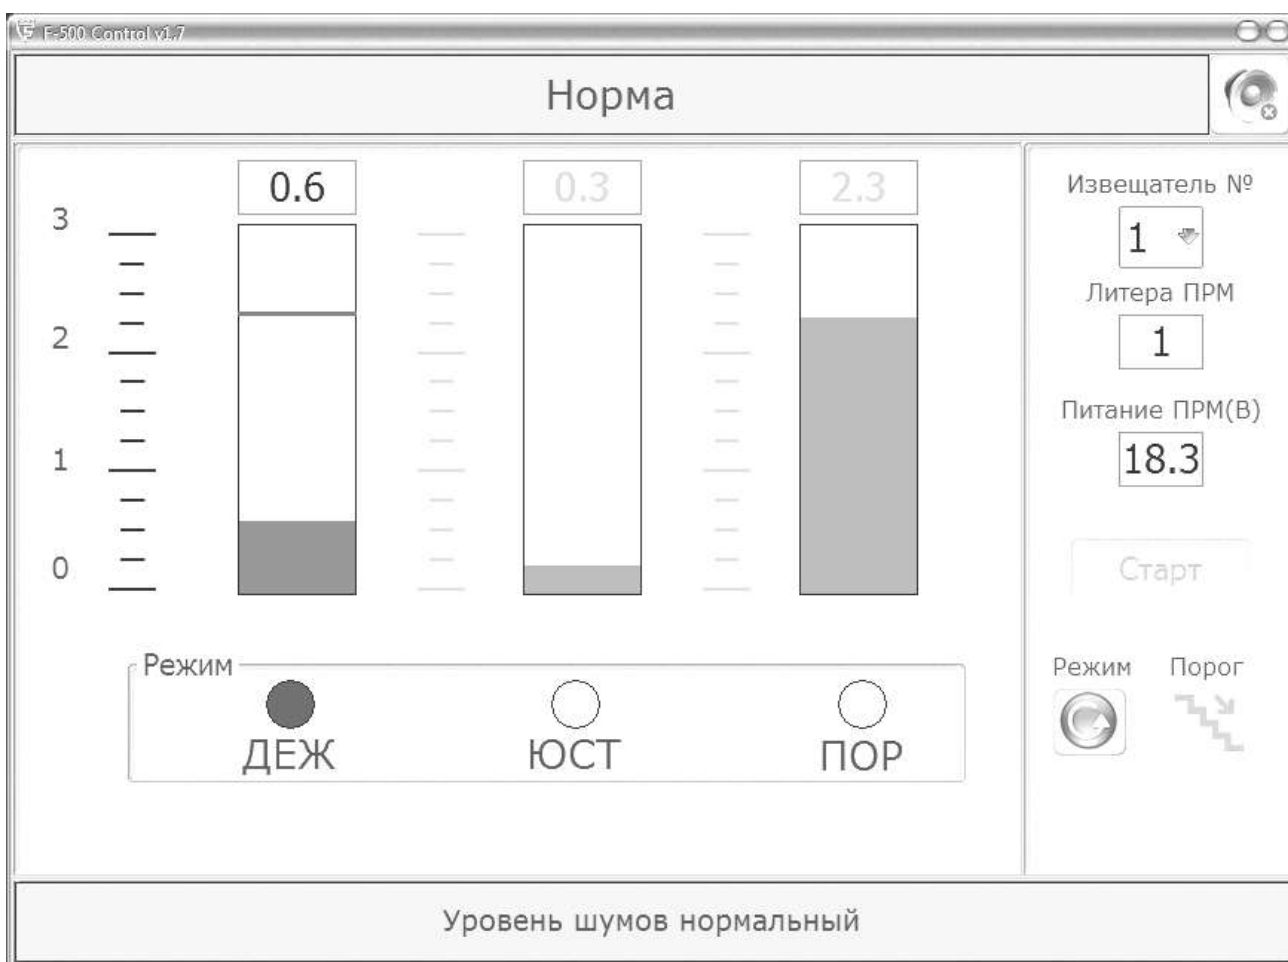 F-500 Control v1.7
Норма
0.6
0.3
2.3
3
2
1
0
Режим
ДЕЖ
ЮСТ
ПОР
Извещатель №
1
Литера ПРМ
1
Питание ПРМ(В)
18.3
Старт
Режим Порог
Уровень шумов нормальный